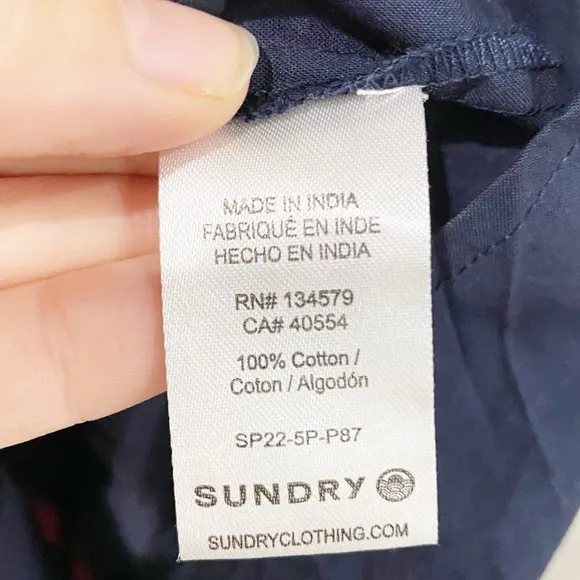 MADE IN INDIA
FABRIQUÊ EN INDE
HECHO EN INDIA
RN# 134579
CA# 40554
100% Cotton /
Coton / Algodón
SP22-5P-P87
SUNDRY
SUNDRYCLOTHING.COM